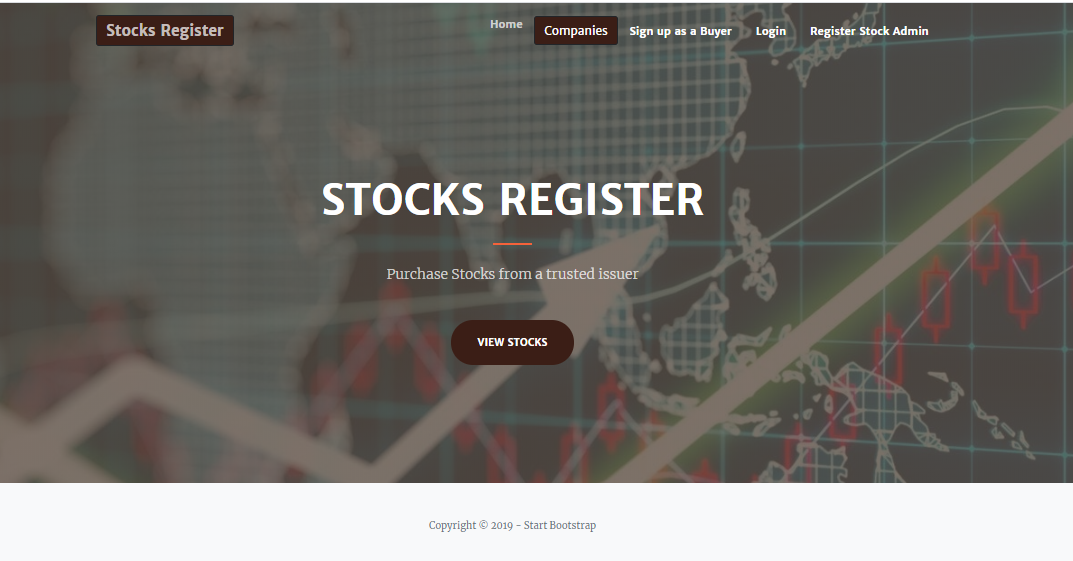 Stocks Register
Home Companies Sign up as a Buyer Login Register Stock Admin
STOCKS REGISTER
Purchase Stocks from a trusted issuer
VIEW STOCKS
Copyright © 2019 - Start Bootstrap